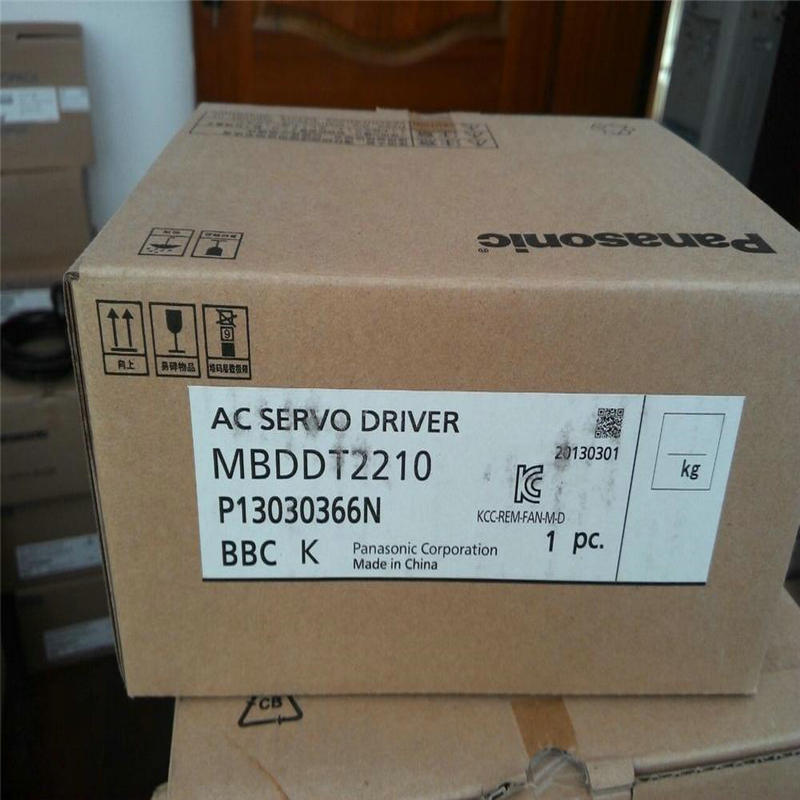 Panasonic
向上
易碎物品
9
AC SERVO DRIVER
MBDDT2210
20130301
P13030366N
KCC-REM-FAN-M-D
kg
BBC K
Panasonic Corporation
Made in China
1 pc.
CB